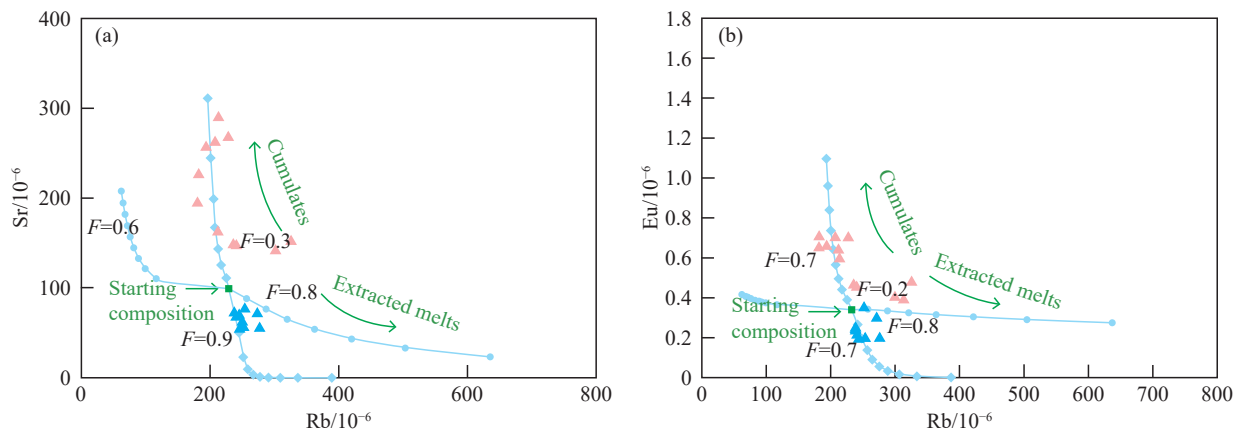 (a)
400
300
200
100
0
Sr/10⁻⁶
F=0.6
Cumulates
F=0.3
F=0.8
Starting
composition
Extracted melts
F=0.9
0
200
400
600
800
Rb/10⁻⁶
(b)
1.8
1.6
1.4
1.2
1.0
0.8
0.6
0.4
0.2
0
Eu/10⁻⁶
Cumulates
F=0.7
F=0.2
Extracted melts
Starting
composition
F=0.8
F=0.7
0
100
200
300
400
500
600
700
800
Rb/10⁻⁶